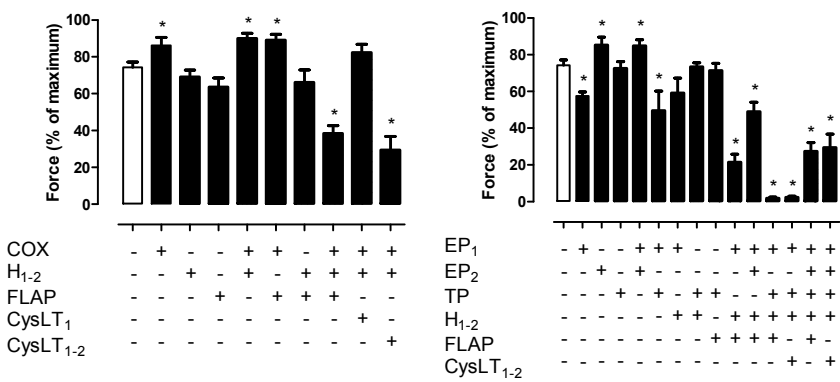 Force (% of maximum)
100
80
60
40
20
0
* * *
*
*
COX - + - - + + - + + +
H₁₋₂ - - + - + - + + + +
FLAP - - - + - + + + - -
CysLT₁ - - - - - - - - + -
CysLT₁₋₂ - - - - - - - - - +
Force (% of maximum)
100
80
60
40
20
0
* *
* *
*
* * *
* *
EP₁ - + - - + + + - - + + + + + +
EP₂ - - + - + - - - - - + - - + +
TP - - - + - + - + + - - + + + +
H₁₋₂ - - - - - - + + - + + + + + +
FLAP - - - - - - - - + + + + - + -
CysLT₁₋₂ - - - - - - - - - - - - + - +